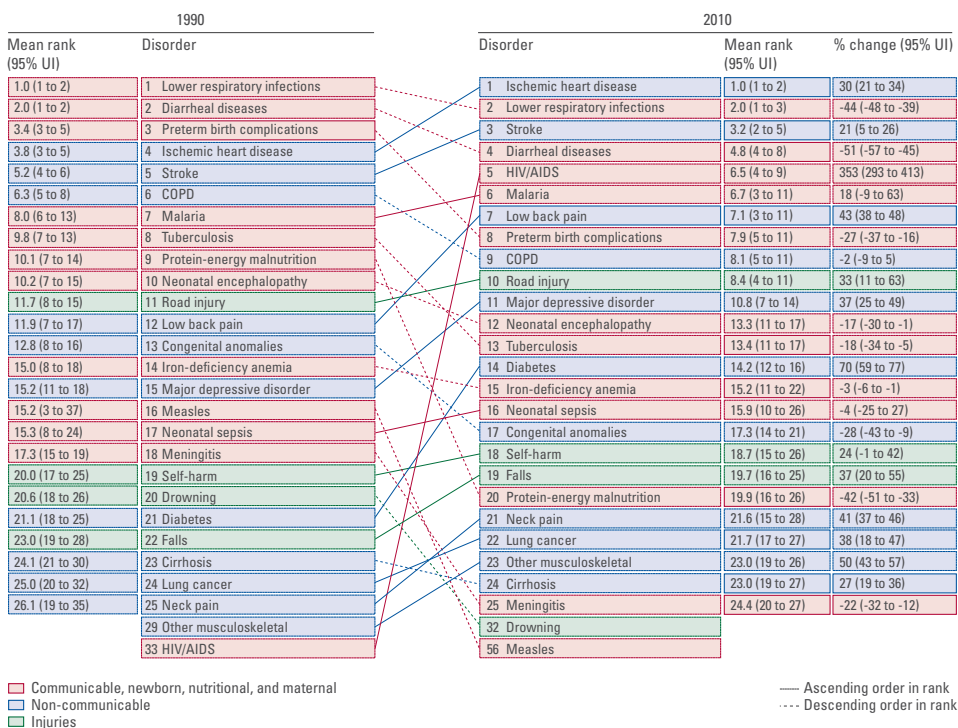 1990
2010
Mean rank (95% UI) Disorder
Disorder Mean rank (95% UI) % change (95% UI)
1.0 (1 to 2) 1 Lower respiratory infections 1 Ischemic heart disease 1.0 (1 to 2) 30 (21 to 34)
2.0 (1 to 2) 2 Diarrheal diseases 2 Lower respiratory infections 2.0 (1 to 3) -44 (-48 to -39)
3.4 (3 to 5) 3 Preterm birth complications 3 Stroke 3.2 (2 to 5) 21 (5 to 26)
3.8 (3 to 5) 4 Ischemic heart disease 4 Diarrheal diseases 4.8 (4 to 8) -51 (-57 to -45)
5.2 (4 to 6) 5 Stroke 5 HIV/AIDS 6.5 (4 to 9) 353 (293 to 413)
6.3 (5 to 8) 6 COPD 6 Malaria 6.7 (3 to 11) 18 (-9 to 63)
8.0 (6 to 13) 7 Malaria 7 Low back pain 7.1 (3 to 11) 43 (38 to 48)
9.8 (7 to 13) 8 Tuberculosis 8 Preterm birth complications 7.9 (5 to 11) -27 (-37 to -16)
10.1 (7 to 14) 9 Protein-energy malnutrition 9 COPD 8.1 (5 to 11) -2 (-9 to 5)
10.2 (7 to 15) 10 Neonatal encephalopathy 10 Road injury 8.4 (4 to 11) 33 (11 to 63)
11.7 (8 to 15) 11 Road injury 11 Major depressive disorder 10.8 (7 to 14) 37 (25 to 49)
11.9 (7 to 17) 12 Low back pain 12 Neonatal encephalopathy 13.3 (11 to 17) -17 (-30 to -1)
12.8 (8 to 16) 13 Congenital anomalies 13 Tuberculosis 13.4 (11 to 17) -18 (-34 to -5)
15.0 (8 to 18) 14 Iron-deficiency anemia 14 Diabetes 14.2 (12 to 16) 70 (59 to 77)
15.2 (11 to 18) 15 Major depressive disorder 15 Iron-deficiency anemia 15.2 (11 to 22) -3 (-6 to -1)
15.2 (3 to 37) 16 Measles 16 Neonatal sepsis 15.9 (10 to 26) -4 (-25 to 27)
15.3 (8 to 24) 17 Neonatal sepsis 17 Congenital anomalies 17.3 (14 to 21) -28 (-43 to -9)
17.3 (15 to 19) 18 Meningitis 18 Self-harm 18.7 (15 to 26) 24 (-1 to 42)
20.0 (17 to 25) 19 Self-harm 19 Falls 19.7 (16 to 25) 37 (20 to 55)
20.6 (18 to 26) 20 Drowning 20 Protein-energy malnutrition 19.9 (16 to 26) -42 (-51 to -33)
21.1 (18 to 25) 21 Diabetes 21 Neck pain 21.6 (15 to 28) 41 (37 to 46)
23.0 (19 to 28) 22 Falls 22 Lung cancer 21.7 (17 to 27) 38 (18 to 47)
24.1 (21 to 30) 23 Cirrhosis 23 Other musculoskeletal 23.0 (19 to 26) 50 (43 to 57)
25.0 (20 to 32) 24 Lung cancer 24 Cirrhosis 23.0 (19 to 27) 27 (19 to 36)
26.1 (19 to 35) 25 Neck pain 25 Meningitis 24.4 (20 to 27) -22 (-32 to -12)
29 Other musculoskeletal 32 Drowning
33 HIV/AIDS 56 Measles
Communicable, newborn, nutritional, and maternal
Non-communicable
Injuries
Ascending order in rank
Descending order in rank